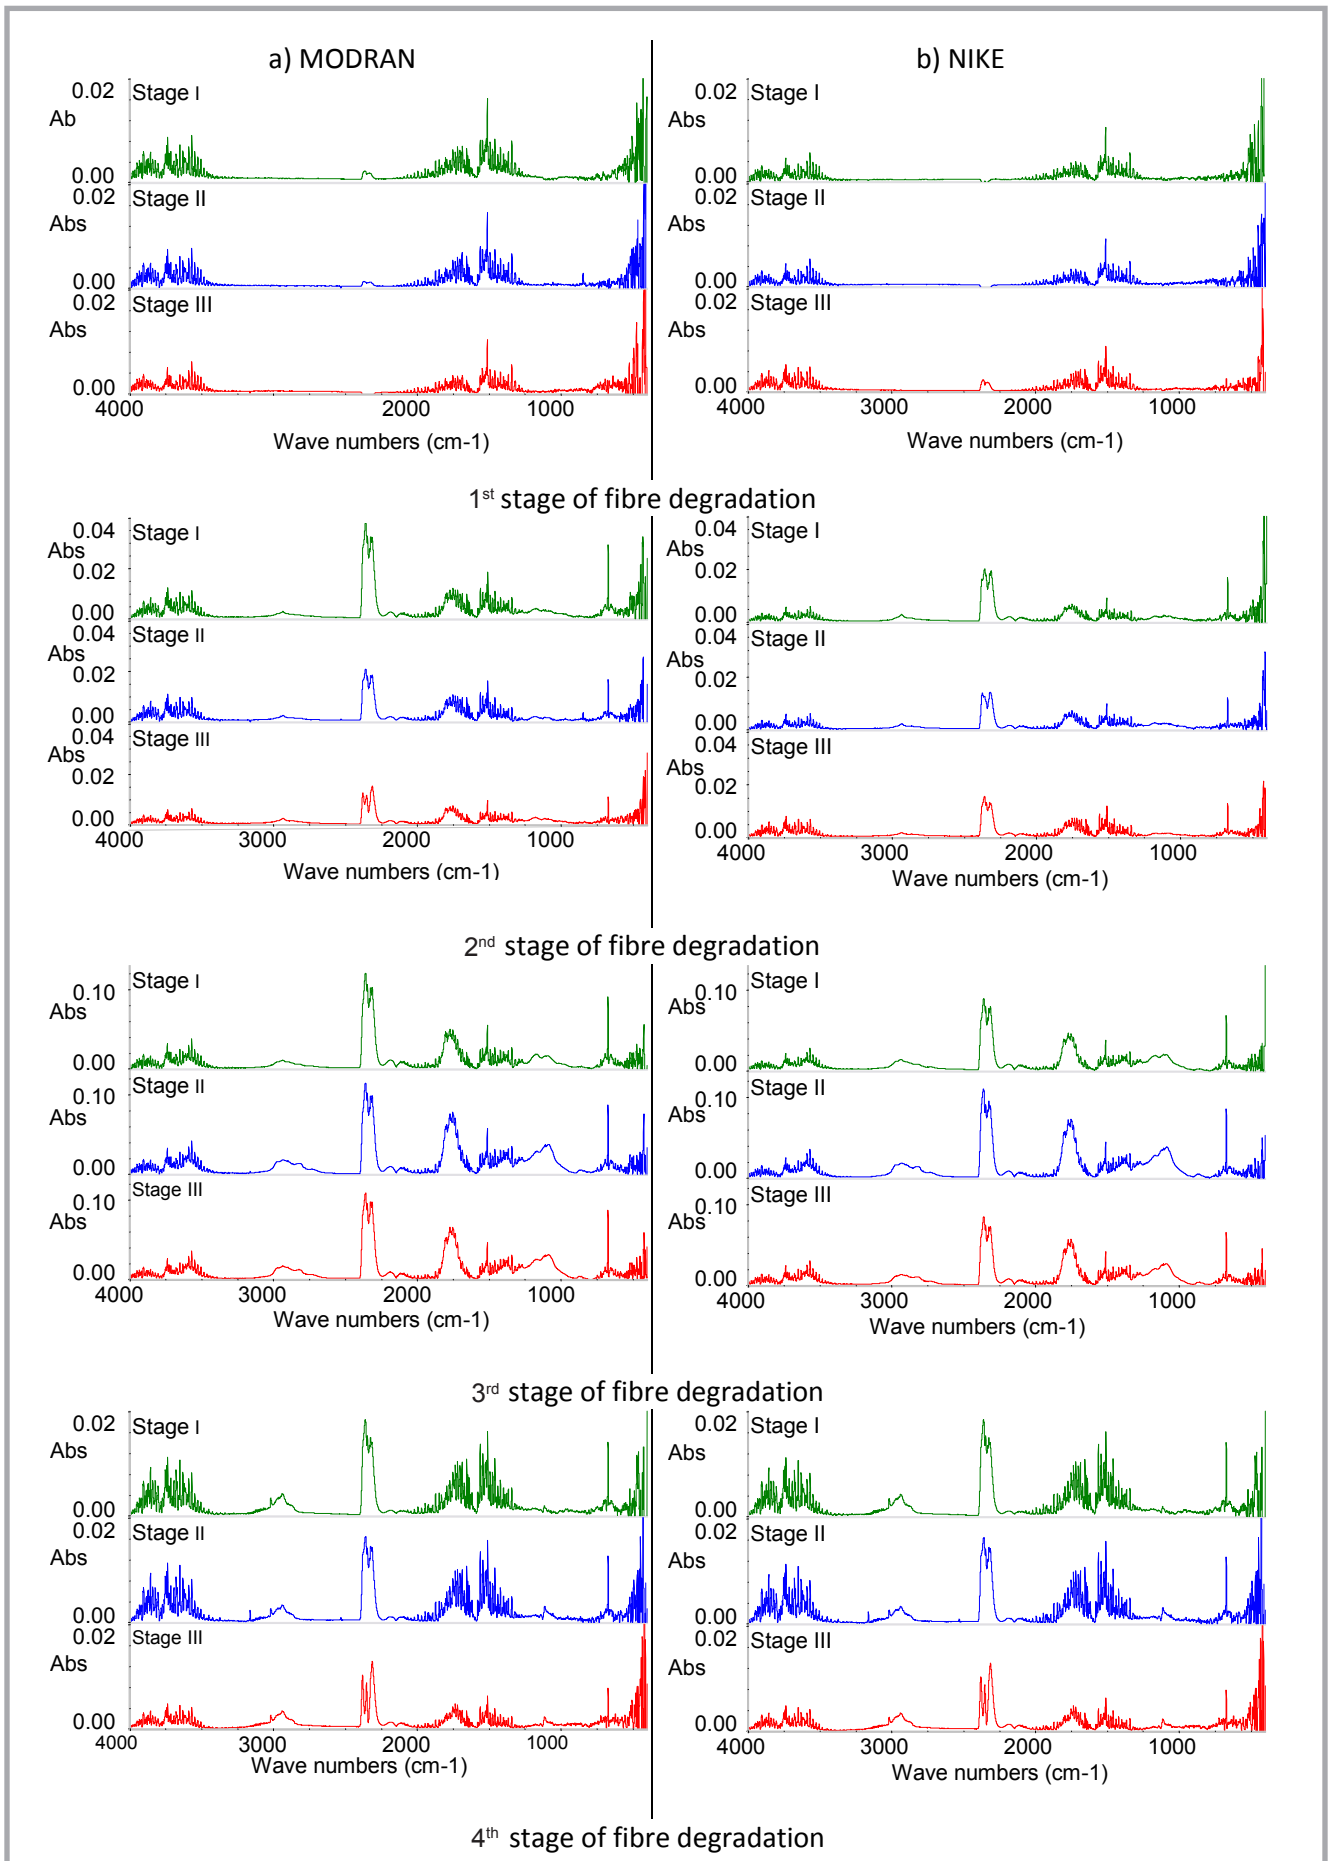 a) MODRAN
b) NIKE
0.02
Stage I
Ab
0.00
0.02
Stage II
Abs
0.00
0.02
Stage III
Abs
0.00
4000 2000 1000
Wave numbers (cm-1)
0.02
Stage I
Abs
0.00
0.02
Stage II
Abs
0.00
0.02
Stage III
Abs
0.00
4000 3000 2000 1000
Wave numbers (cm-1)
1st stage of fibre degradation
0.04
Stage I
Abs
0.02
0.00
0.04
Stage II
Abs
0.02
0.00
0.04
Stage III
Abs
0.02
0.00
4000 3000 2000 1000
Wave numbers (cm-1)
0.04
Stage I
Abs
0.02
0.00
0.04
Stage II
Abs
0.02
0.00
0.04
Stage III
Abs
0.02
0.00
4000 3000 2000 1000
Wave numbers (cm-1)
2nd stage of fibre degradation
Stage I
0.10
Abs
0.00
Stage II
0.10
Abs
0.00
Stage III
0.10
Abs
0.00
4000 3000 2000 1000
Wave numbers (cm-1)
Stage I
0.10
Abs
0.00
Stage II
0.10
Abs
0.00
Stage III
0.10
Abs
0.00
4000 3000 2000 1000
Wave numbers (cm-1)
3rd stage of fibre degradation
0.02
Stage I
Abs
0.00
0.02
Stage II
Abs
0.00
0.02
Stage III
Abs
0.00
4000 3000 2000 1000
Wave numbers (cm-1)
0.02
Stage I
Abs
0.00
0.02
Stage II
Abs
0.00
0.02
Stage III
Abs
0.00
4000 3000 2000 1000
Wave numbers (cm-1)
4th stage of fibre degradation